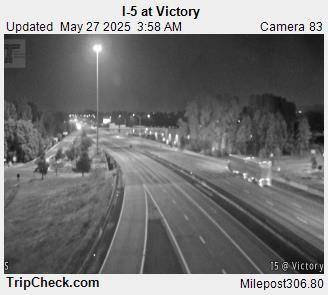 I-5 at Victory
Updated May 27 2025 3:58 AM Camera 83
S I5 @ Victory
TripCheck.com Milepost306.80